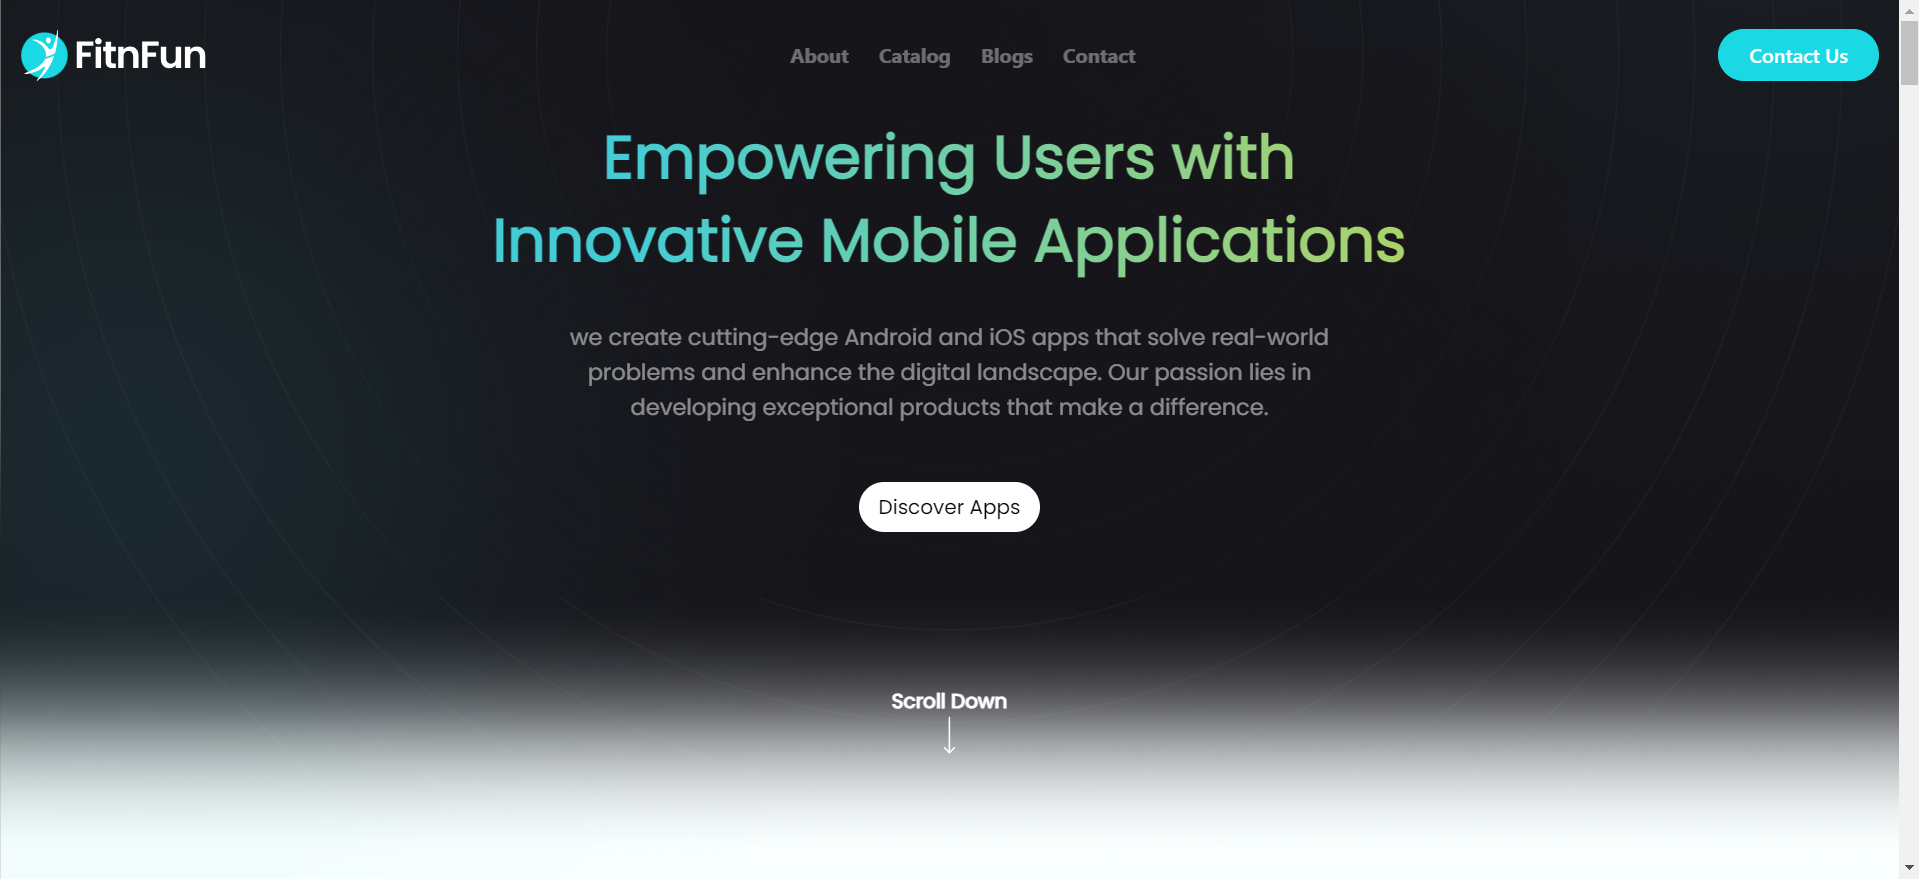 FitnFun
About Catalog Blogs Contact
Contact Us
Empowering Users with
Innovative Mobile Applications
we create cutting-edge Android and iOS apps that solve real-world
problems and enhance the digital landscape. Our passion lies in
developing exceptional products that make a difference.
Discover Apps
Scroll Down